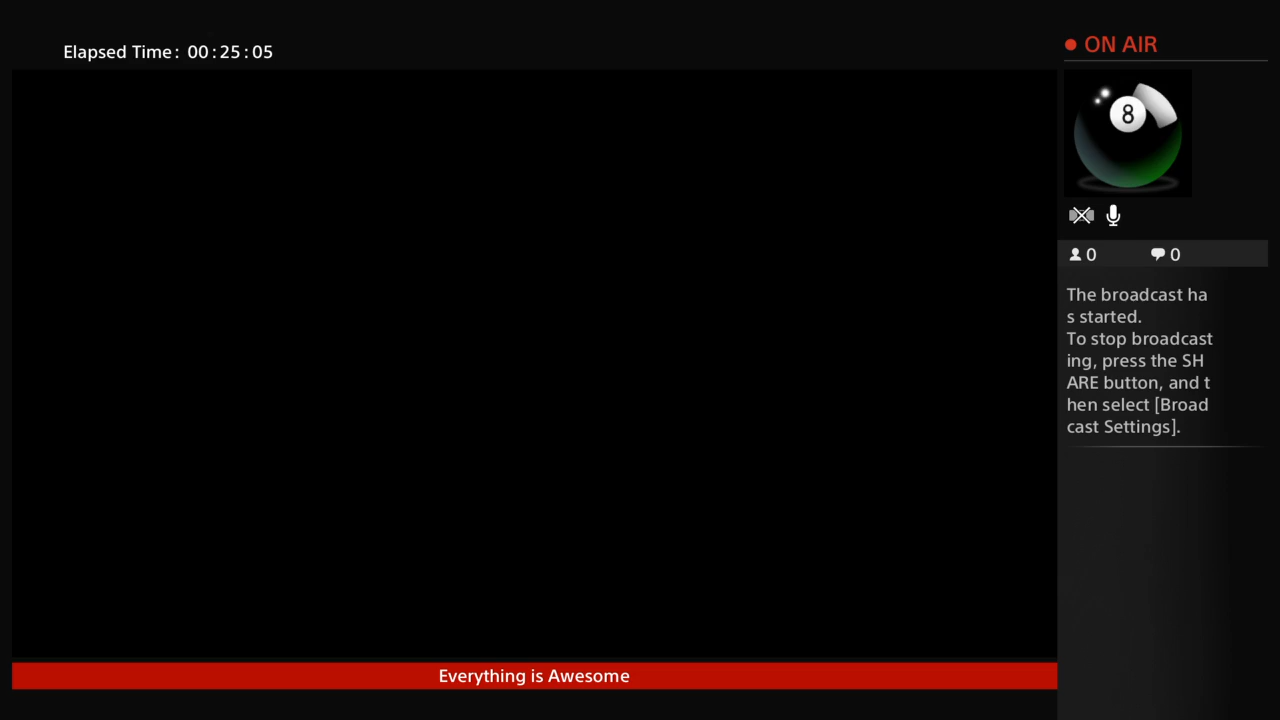 Elapsed Time: 00:25:05
ON AIR
8
0 0
The broadcast ha
s started.
To stop broadcast
ing, press the SH
ARE button, and t
hen select [Broad
cast Settings].
Everything is Awesome